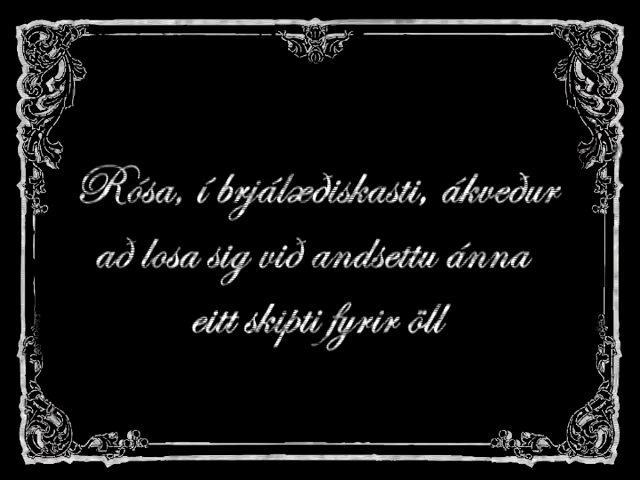 Rósa, í brjálæðiskasti, ákveður
að losa sig við andsettu ánna
eitt skipti fyrir öll